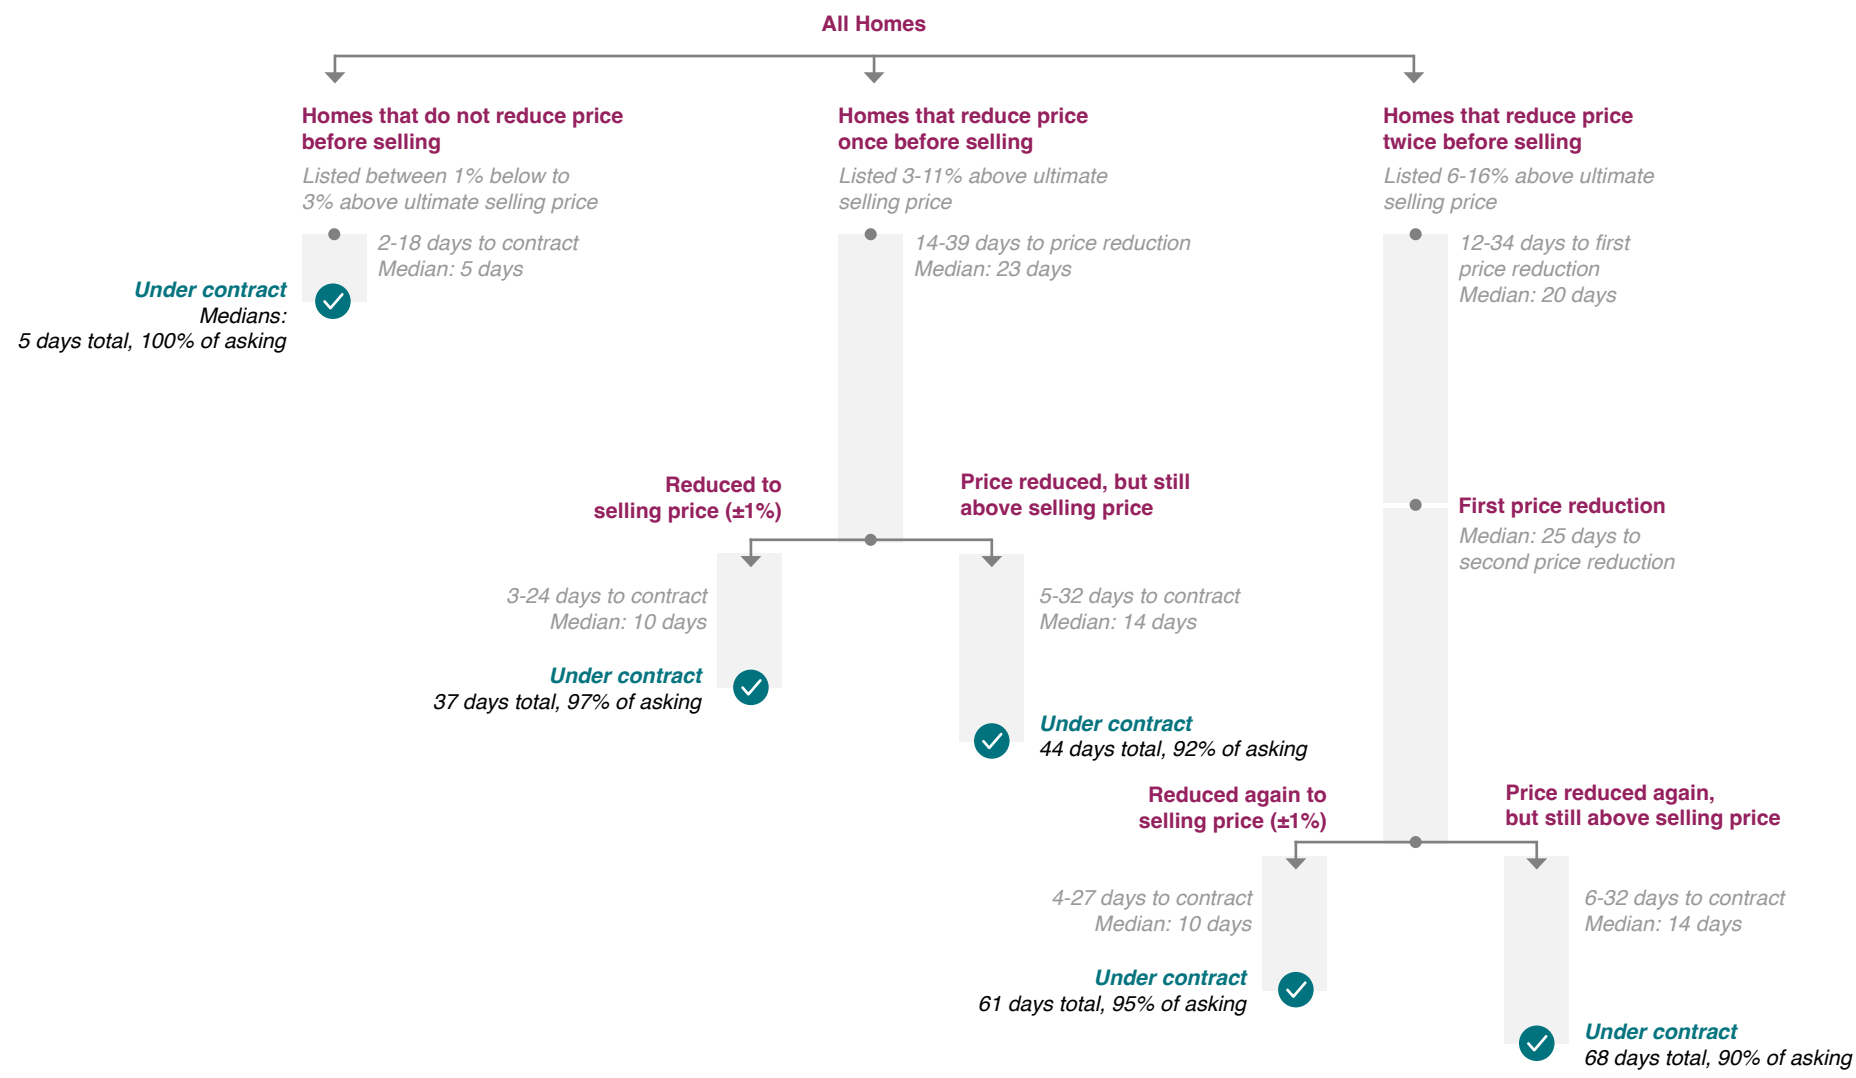 All Homes
Homes that do not reduce price
before selling
Listed between 1% below to
3% above ultimate selling price
2-18 days to contract
Median: 5 days
Under contract
Medians:
5 days total, 100% of asking
Homes that reduce price
once before selling
Listed 3-11% above ultimate
selling price
14-39 days to price reduction
Median: 23 days
Reduced to
selling price (±1%)
3-24 days to contract
Median: 10 days
Under contract
37 days total, 97% of asking
Price reduced, but still
above selling price
5-32 days to contract
Median: 14 days
Under contract
44 days total, 92% of asking
Homes that reduce price
twice before selling
Listed 6-16% above ultimate
selling price
12-34 days to first
price reduction
Median: 20 days
First price reduction
Median: 25 days to
second price reduction
Reduced again to
selling price (±1%)
4-27 days to contract
Median: 10 days
Under contract
61 days total, 95% of asking
Price reduced again,
but still above selling price
6-32 days to contract
Median: 14 days
Under contract
68 days total, 90% of asking